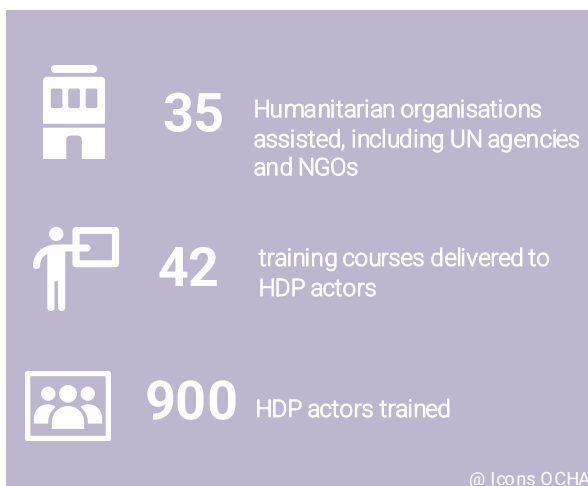 35
Humanitarian organisations
assisted, including UN agencies
and NGOs
42
training courses delivered to
HDP actors
900
HDP actors trained
@ Icons OCHA